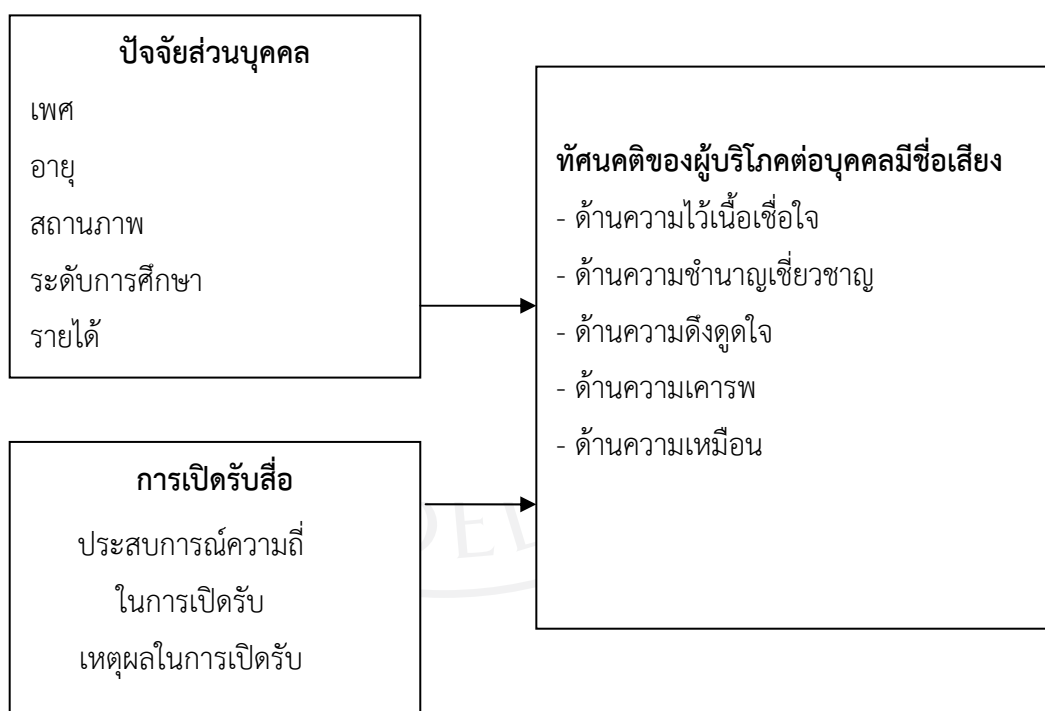 ปัจจัยส่วนบุคคล
เพศ
อายุ
สถานภาพ
ระดับการศึกษา
รายได้
การเปิดรับสื่อ
ประสบการณ์ความถี่
ในการเปิดรับ
เหตุผลในการเปิดรับ
ทัศนคติของผู้บริโภคต่อบุคคลมีชื่อเสียง
- ด้านความไว้เนื้อเชื่อใจ
- ด้านความชำนาญเชี่ยวชาญ
- ด้านความดึงดูดใจ
- ด้านความเคารพ
- ด้านความเหมือน